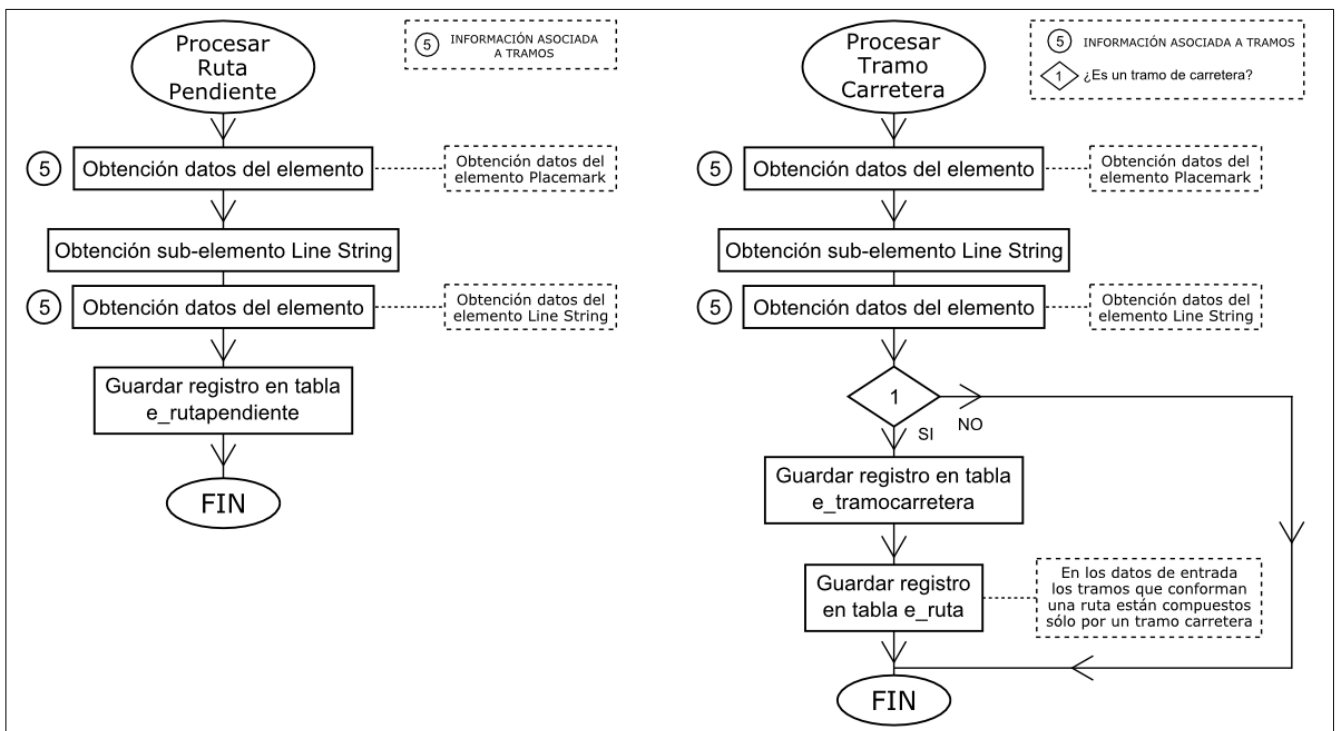 Procesar
Ruta
Pendiente
5 INFORMACIÓN ASOCIADA
A TRAMOS
5 Obtención datos del elemento
Obtención datos del
elemento Placemark
Obtención sub-elemento Line String
5 Obtención datos del elemento
Obtención datos del
elemento Line String
Guardar registro en tabla
e_rutapendiente
FIN
Procesar
Tramo
Carretera
5 INFORMACIÓN ASOCIADA A TRAMOS
1 ¿Es un tramo de carretera?
5 Obtención datos del elemento
Obtención datos del
elemento Placemark
Obtención sub-elemento Line String
5 Obtención datos del elemento
Obtención datos del
elemento Line String
1
SI
NO
Guardar registro en tabla
e_tramocarretera
Guardar registro
en tabla e_ruta
En los datos de entrada
los tramos que conforman
una ruta están compuestos
sólo por un tramo carretera
FIN